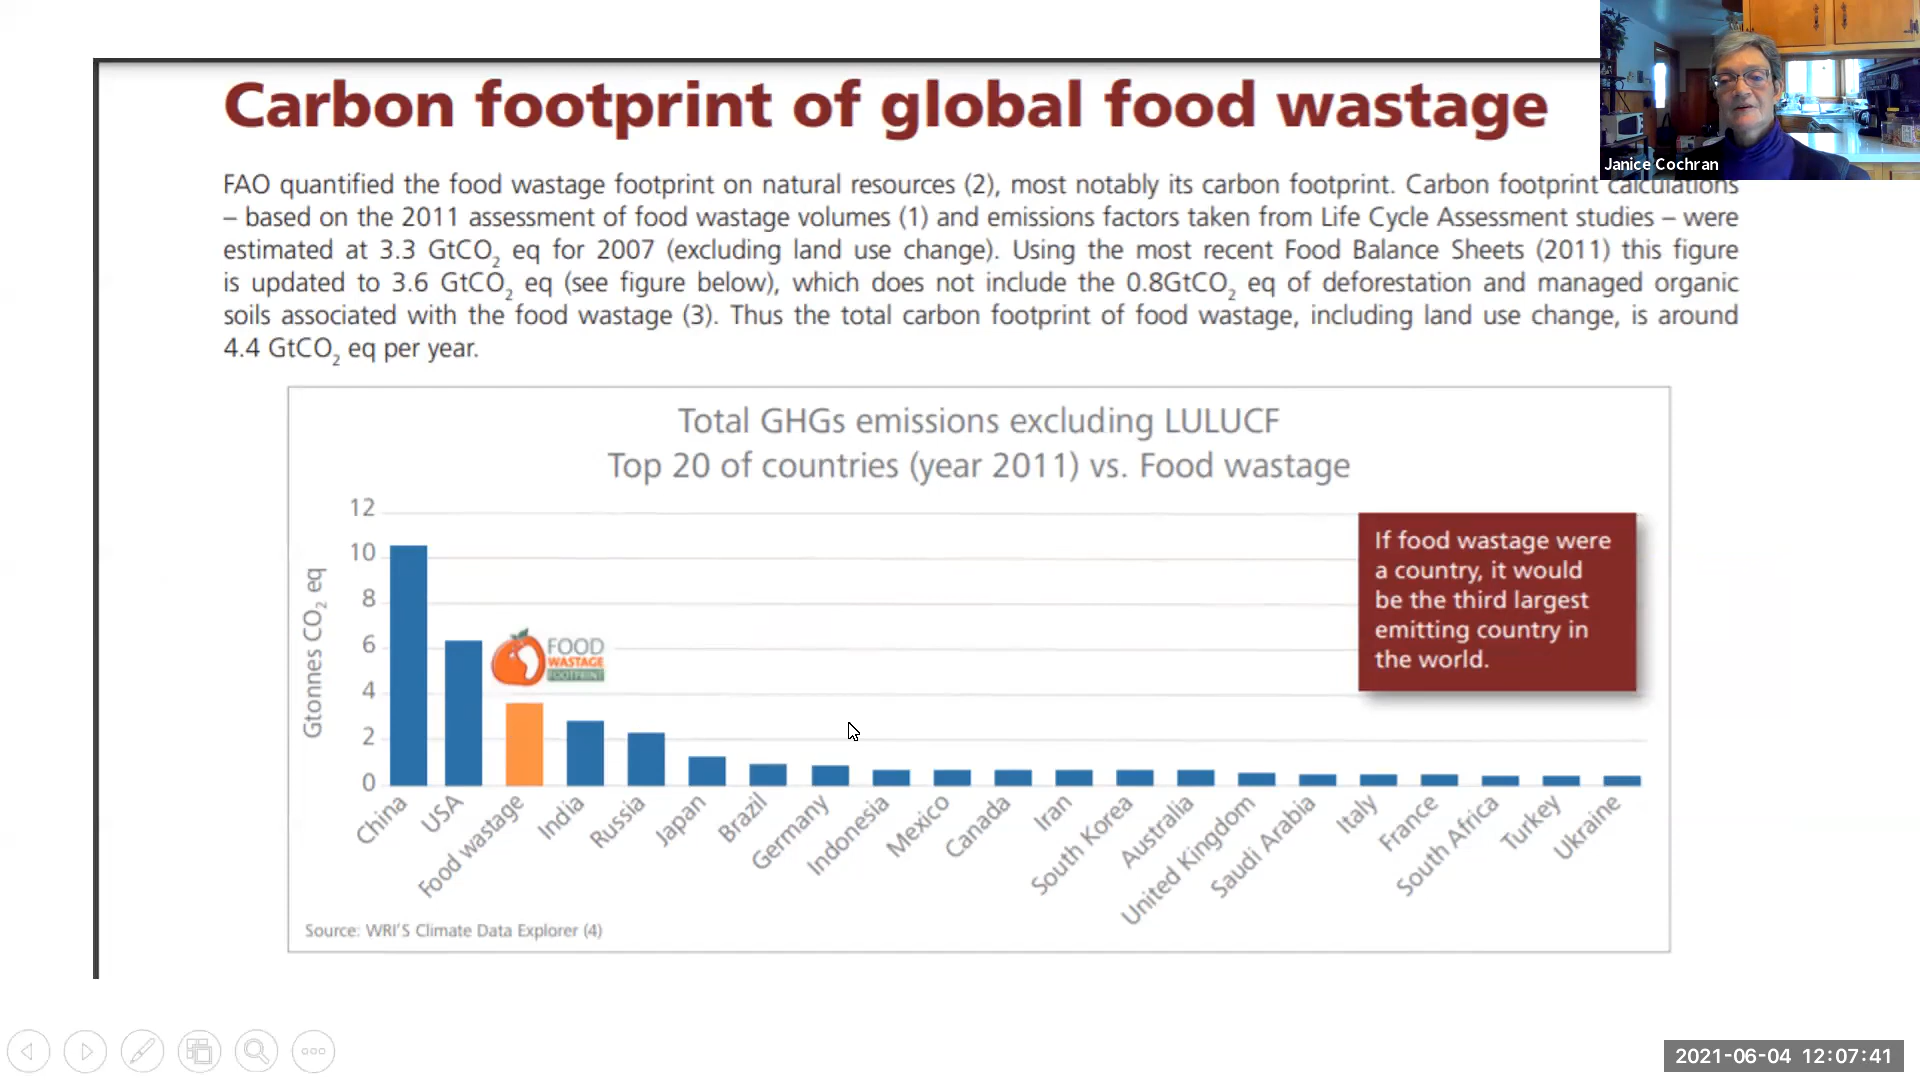 Carbon footprint of global food wastage
Janice Cochran
FAO quantified the food wastage footprint on natural resources (2), most notably its carbon footprint. Carbon footprint calculations
– based on the 2011 assessment of food wastage volumes (1) and emissions factors taken from Life Cycle Assessment studies – were
estimated at 3.3 GtCO₂ eq for 2007 (excluding land use change). Using the most recent Food Balance Sheets (2011) this figure
is updated to 3.6 GtCO₂ eq (see figure below), which does not include the 0.8GtCO₂ eq of deforestation and managed organic
soils associated with the food wastage (3). Thus the total carbon footprint of food wastage, including land use change, is around
4.4 GtCO₂ eq per year.
Total GHGs emissions excluding LULUCF
Top 20 of countries (year 2011) vs. Food wastage
Gtonnes CO₂ eq
12
10
8
6
4
2
0
FOOD
WASTAGE
FOOTPRINT
If food wastage were
a country, it would
be the third largest
emitting country in
the world.
China
USA
Food wastage
India
Russia
Japan
Brazil
Germany
Indonesia
Mexico
Canada
Iran
South Korea
Australia
United Kingdom
Saudi Arabia
Italy
France
South Africa
Turkey
Ukraine
Source: WRI'S Climate Data Explorer (4)
2021-06-04 12:07:41